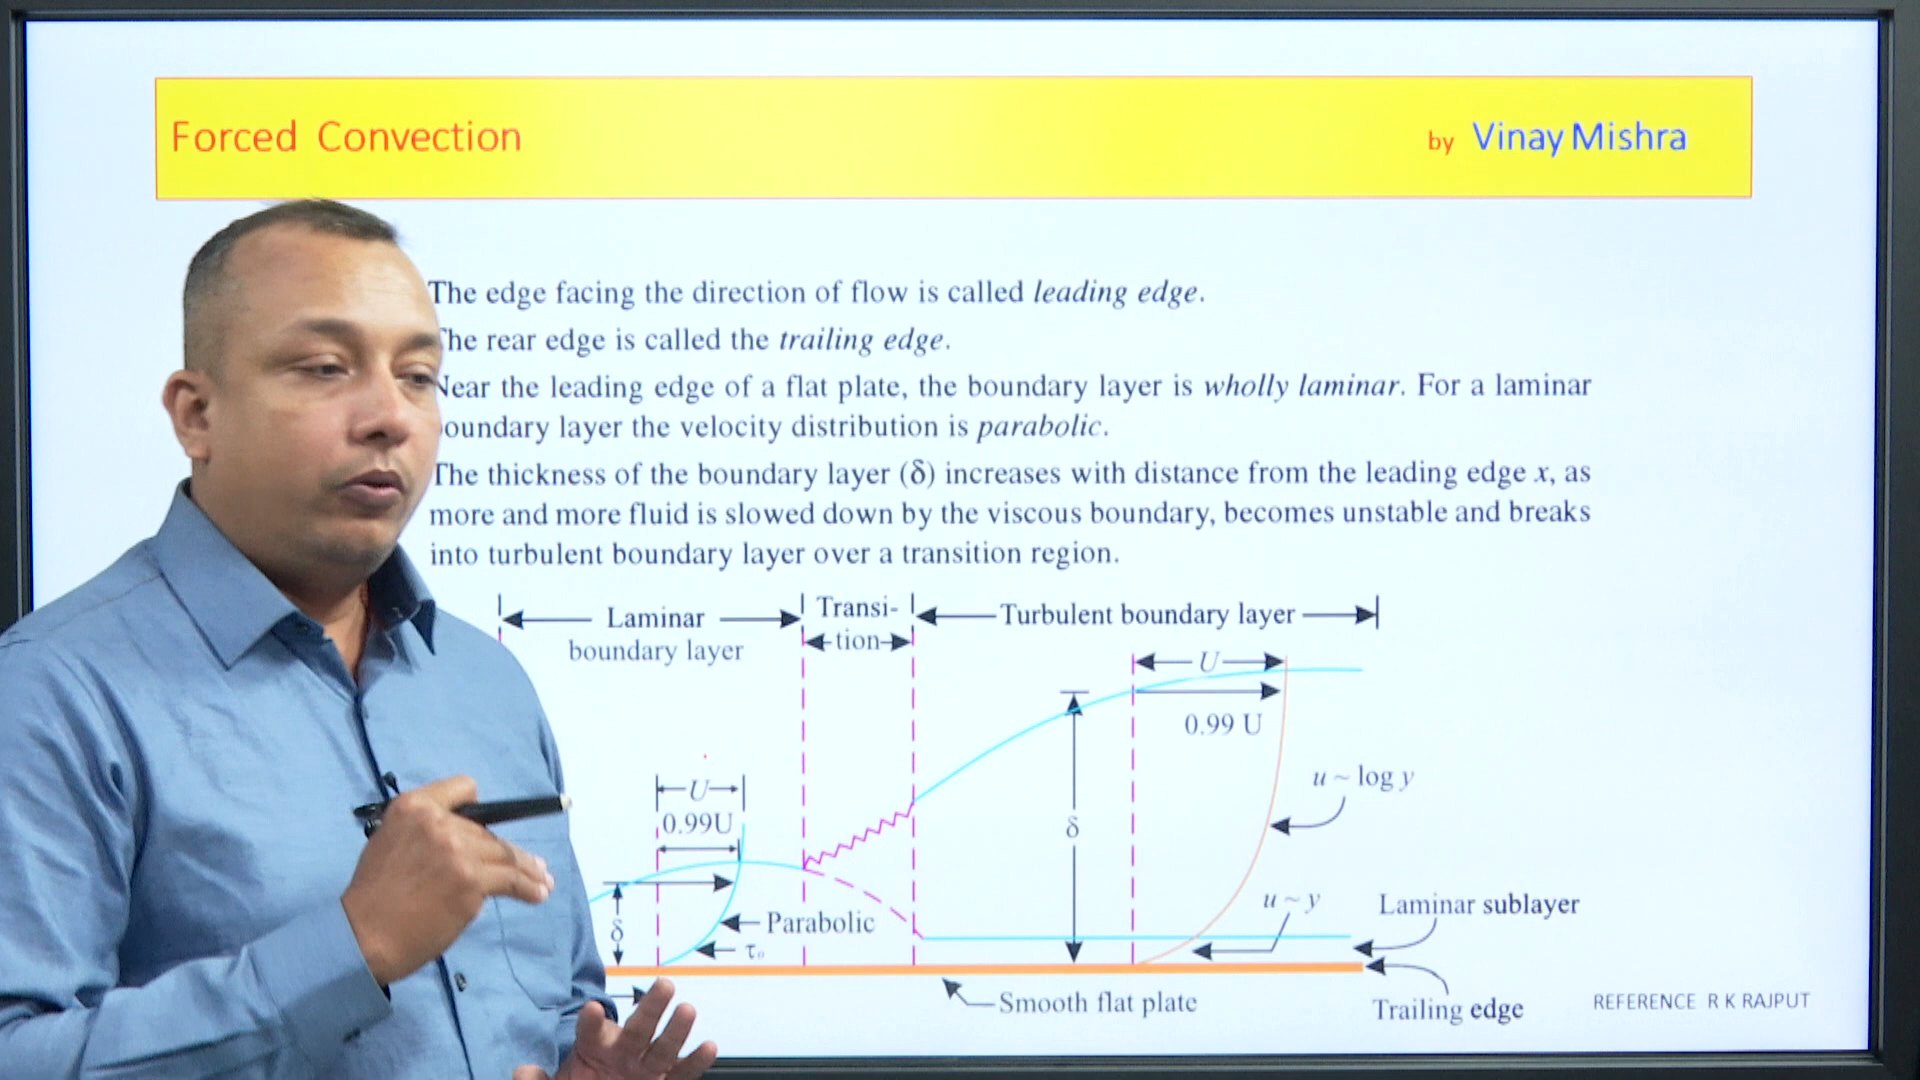 Forced Convection
by Vinay Mishra
The edge facing the direction of flow is called leading edge.
The rear edge is called the trailing edge.
Near the leading edge of a flat plate, the boundary layer is wholly laminar. For a laminar
boundary layer the velocity distribution is parabolic.
The thickness of the boundary layer (δ) increases with distance from the leading edge x, as
more and more fluid is slowed down by the viscous boundary, becomes unstable and breaks
into turbulent boundary layer over a transition region.
Laminar
boundary layer
Transi-
tion
Turbulent boundary layer
U
0.99 U
u ~ log y
U
0.99U
δ
u ~ y
Laminar sublayer
δ
Parabolic
τ₀
Smooth flat plate
Trailing edge
REFERENCE R K RAJPUT